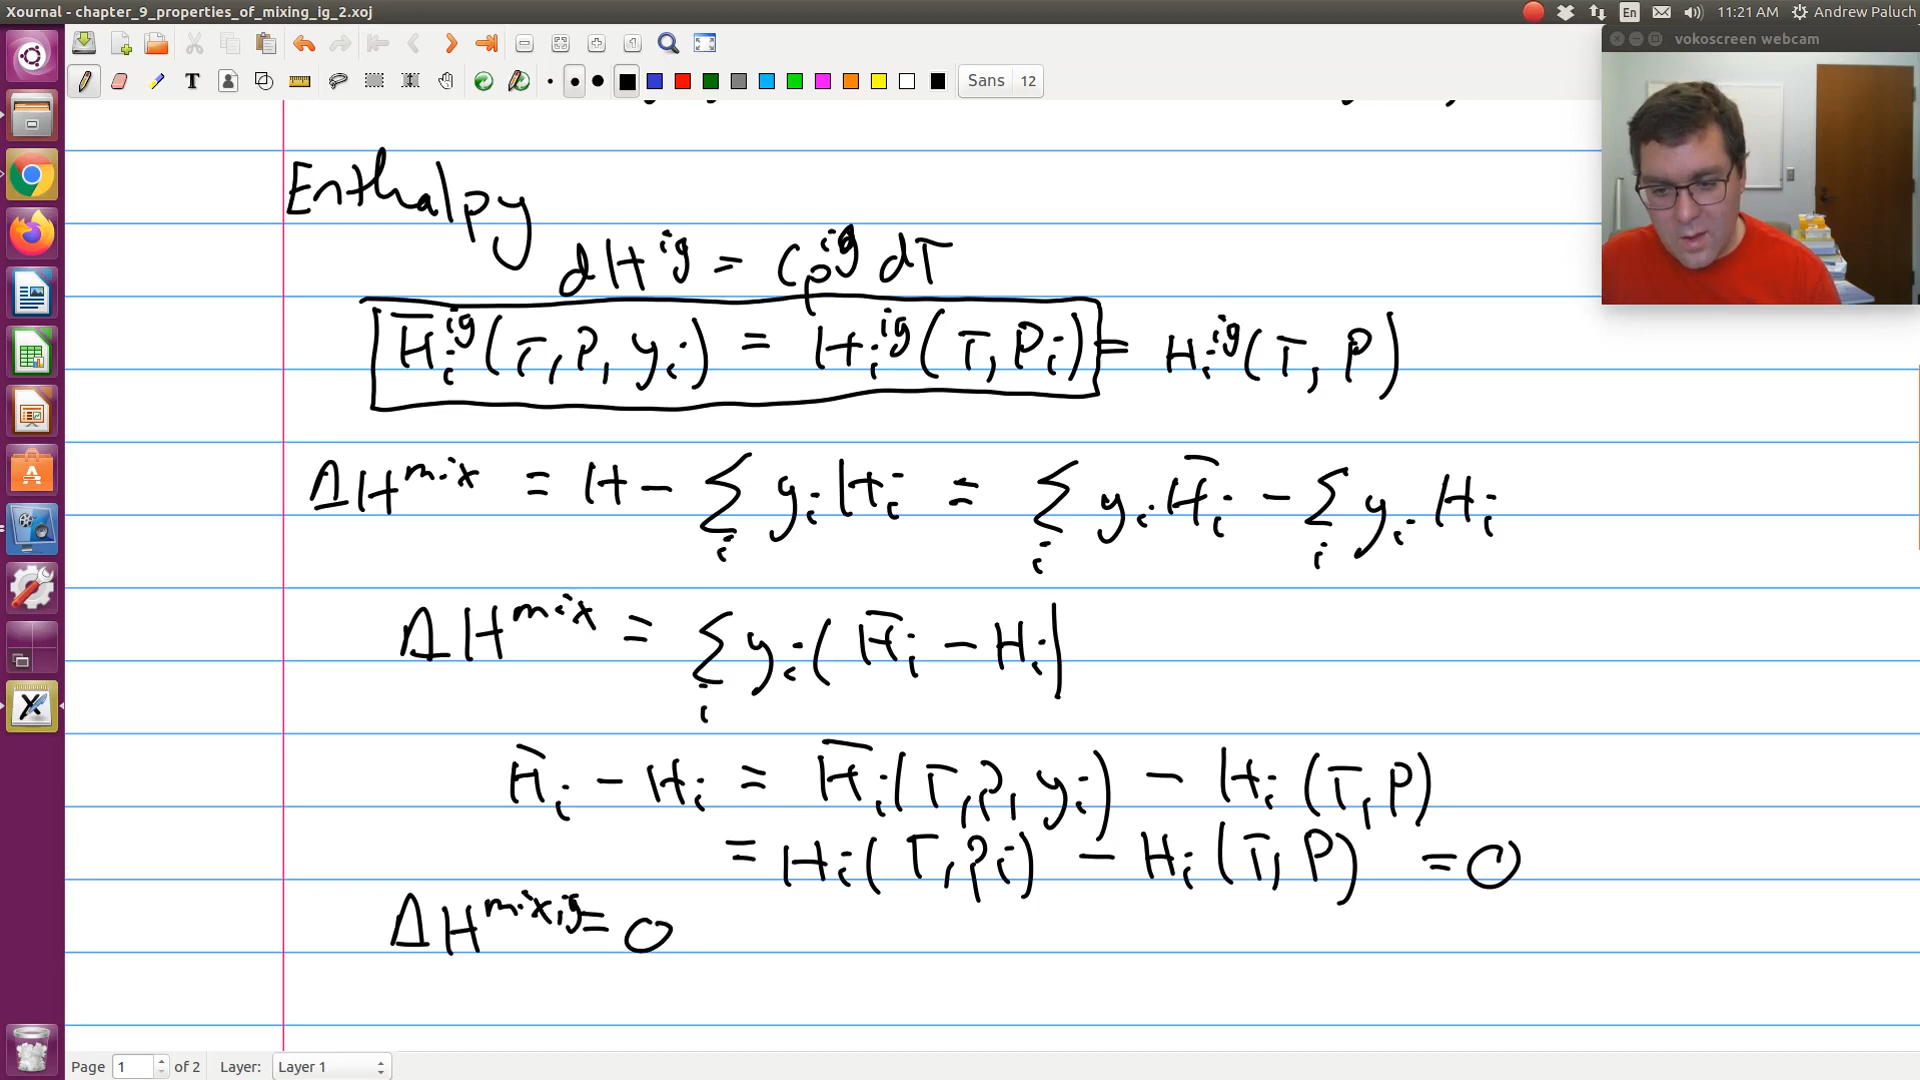 Xournal - chapter_9_properties_of_mixing_ig_2.xoj
En 11:21 AM Andrew Paluch
vokoscreen webcam
Sans 12
Enthalpy
dH^ig = Cp^ig dT
H̅i^ig(T, P, yi) = Hi^ig(T, Pi) = Hi^ig(T, P)
ΔH^mix = H - Σi yi Hi = Σi yi H̅i - Σi yi Hi
ΔH^mix = Σi yi( H̅i - Hi)
H̅i - Hi = H̅i(T, P, yi) - Hi (T, P)
= Hi(T, Pi) - Hi (T, P) = 0
ΔH^mix,ig = 0
Page 1 of 2 Layer: Layer 1